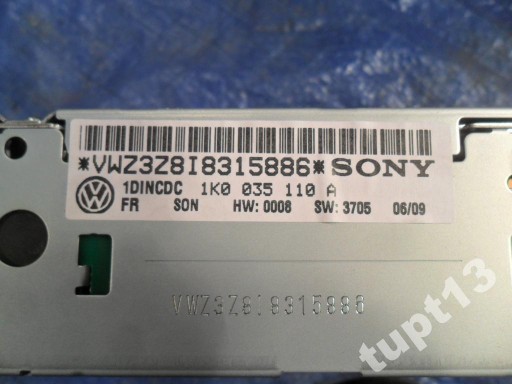 *VWZ3Z8I8315886* SONY
1DINCDC 1K0 035 110 A
FR SON HW: 0008 SW: 3705 06/09
VWZ3Z8I8315886
tupt13